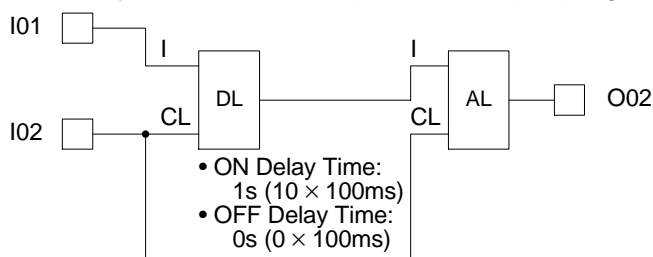 I01
I
I
DL
AL
O02
CL
CL
I02
• ON Delay Time:
1s (10 × 100ms)
• OFF Delay Time:
0s (0 × 100ms)